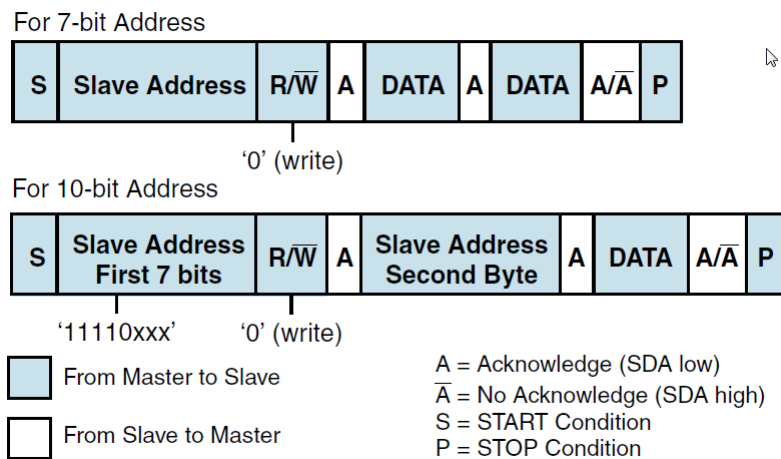 For 7-bit Address
S Slave Address R/W̅ A DATA A DATA A/A̅ P
‘0’ (write)
For 10-bit Address
S Slave Address First 7 bits R/W̅ A Slave Address Second Byte A DATA A/A̅ P
‘11110xxx’ ‘0’ (write)
From Master to Slave
From Slave to Master
A = Acknowledge (SDA low)
A̅ = No Acknowledge (SDA high)
S = START Condition
P = STOP Condition